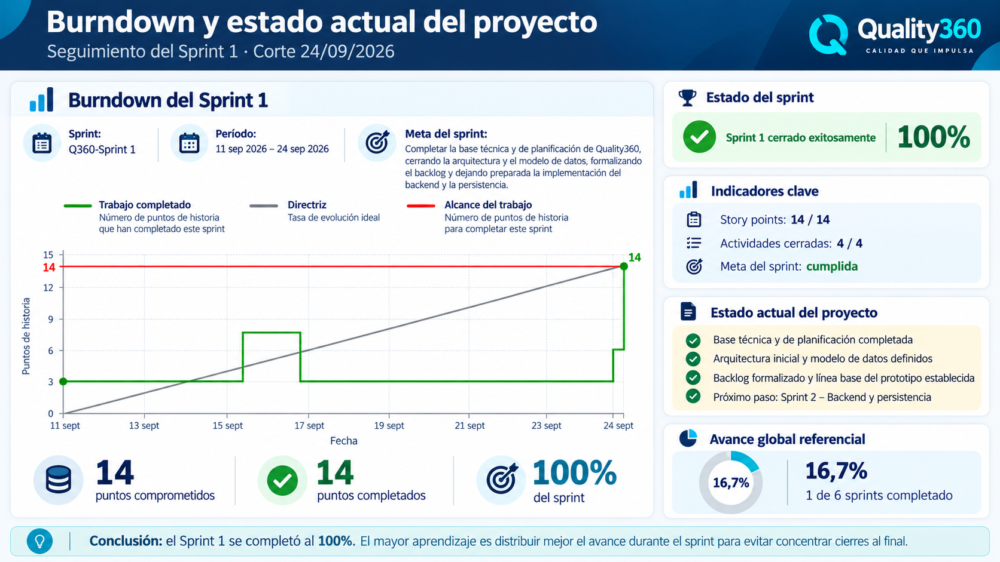 Burndown y estado actual del proyecto
Seguimiento del Sprint 1 · Corte 24/09/2026
Quality360
CALIDAD QUE IMPULSA
Burndown del Sprint 1
Sprint:
Q360-Sprint 1
Período:
11 sep 2026 – 24 sep 2026
Meta del sprint:
Completar la base técnica y de planificación de Quality360,
cerrando la arquitectura y el modelo de datos, formalizando
el backlog y dejando preparada la implementación del
backend y la persistencia.
Trabajo completado
Número de puntos de historia
que han completado este sprint
Directriz
Tasa de evolución ideal
Alcance del trabajo
Número de puntos de historia
para completar este sprint
Puntos de historia
15
14
12
9
6
3
0
14
11 sept
13 sept
15 sept
17 sept
19 sept
21 sept
23 sept
24 sept
Fecha
14
puntos comprometidos
14
puntos completados
100%
del sprint
Estado del sprint
Sprint 1 cerrado exitosamente
100%
Indicadores clave
Story points: 14 / 14
Actividades cerradas: 4 / 4
Meta del sprint: cumplida
Estado actual del proyecto
Base técnica y de planificación completada
Arquitectura inicial y modelo de datos definidos
Backlog formalizado y línea base del prototipo establecida
Próximo paso: Sprint 2 – Backend y persistencia
Avance global referencial
16,7%
16,7%
1 de 6 sprints completado
Conclusión: el Sprint 1 se completó al 100%. El mayor aprendizaje es distribuir mejor el avance durante el sprint para evitar concentrar cierres al final.